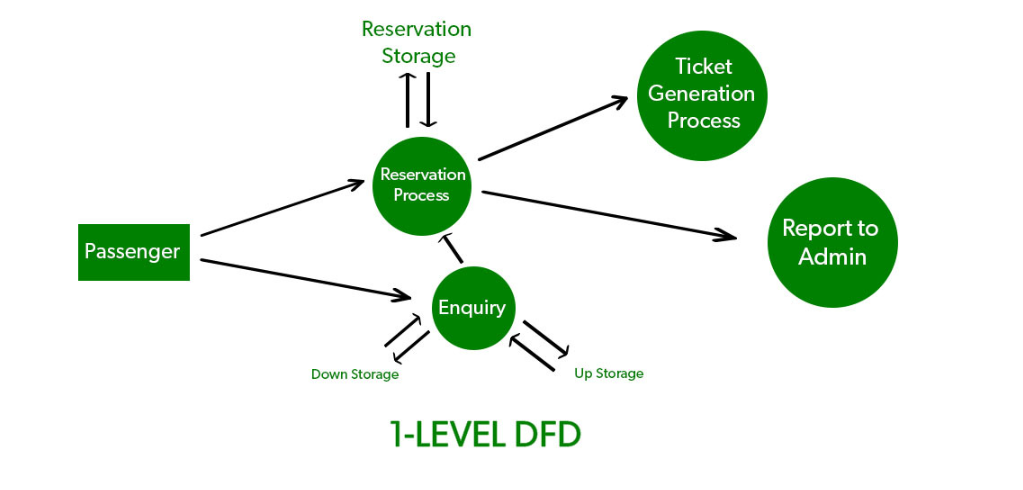 Reservation
Storage
Ticket
Generation
Process
Reservation
Process
Passenger
Report to
Admin
Enquiry
Down Storage
Up Storage
1-LEVEL DFD